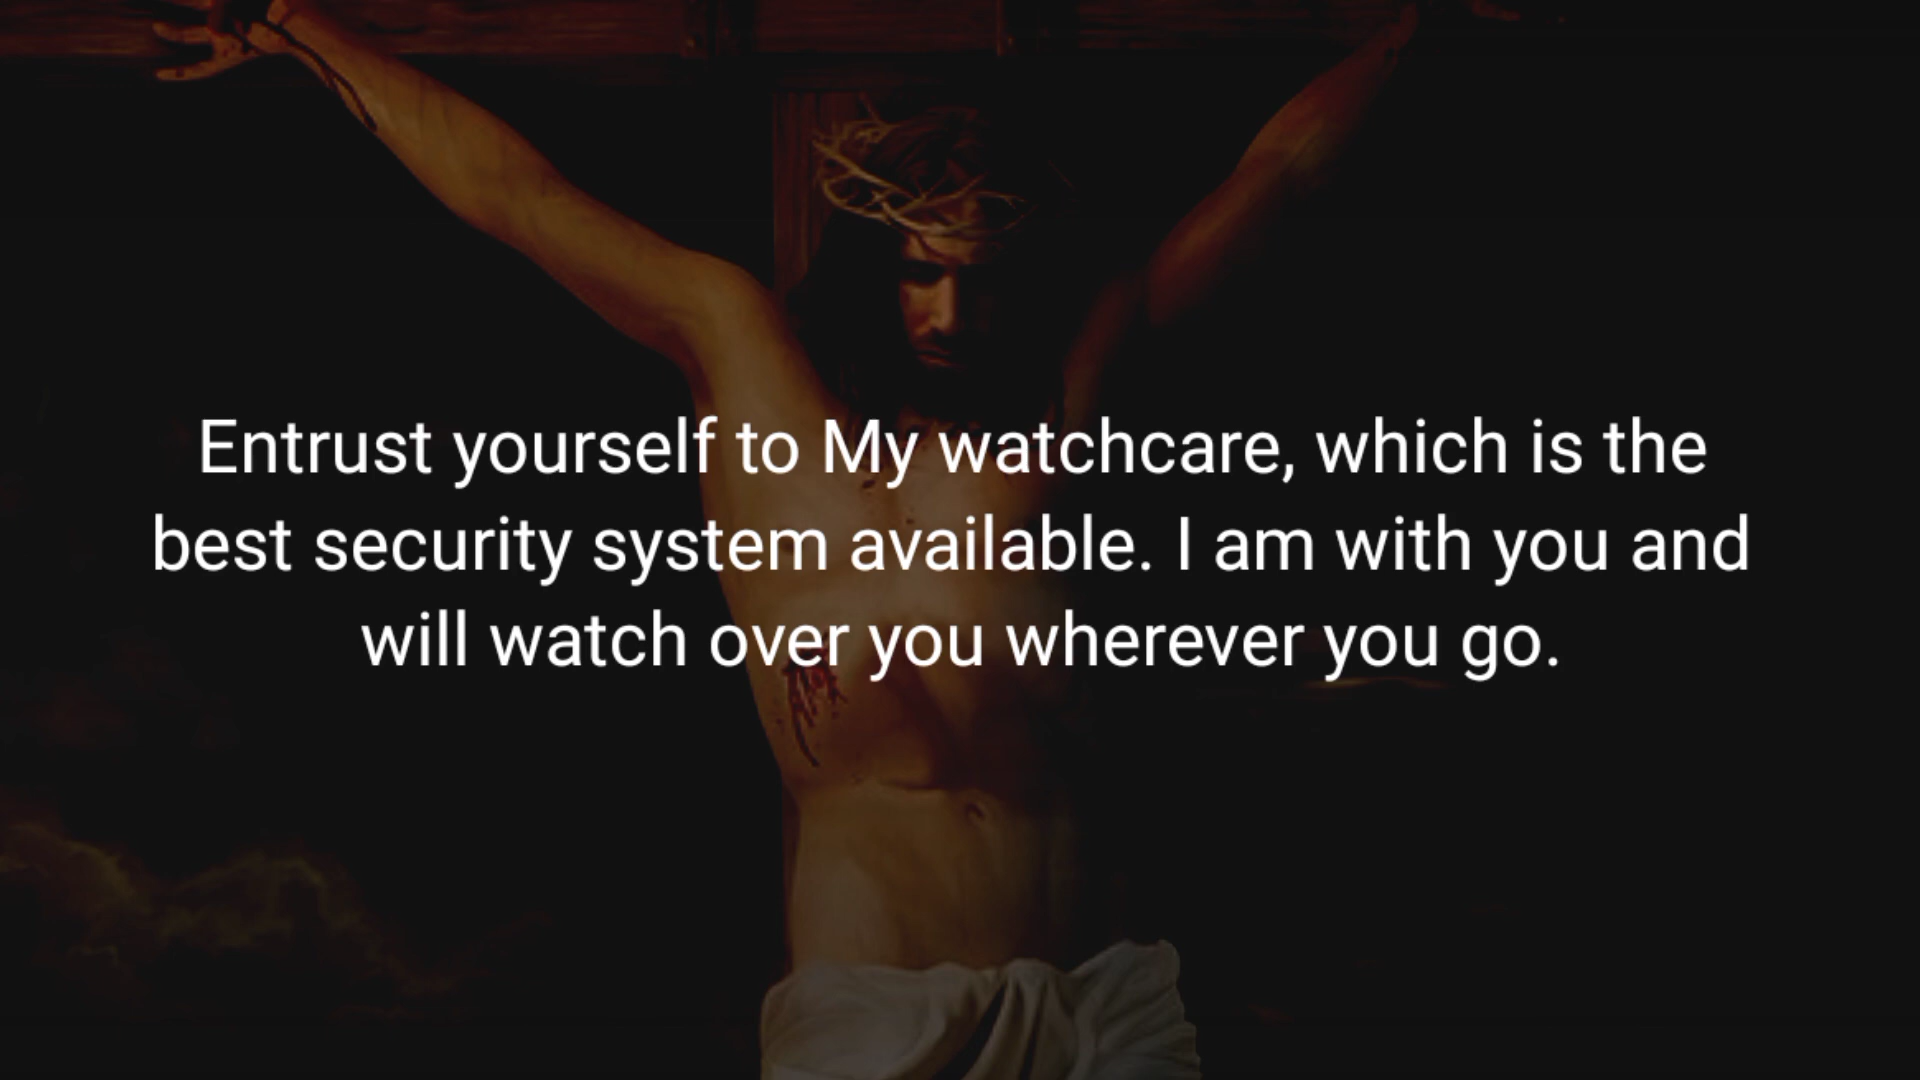 Entrust yourself to My watchcare, which is the
best security system available. I am with you and
will watch over you wherever you go.